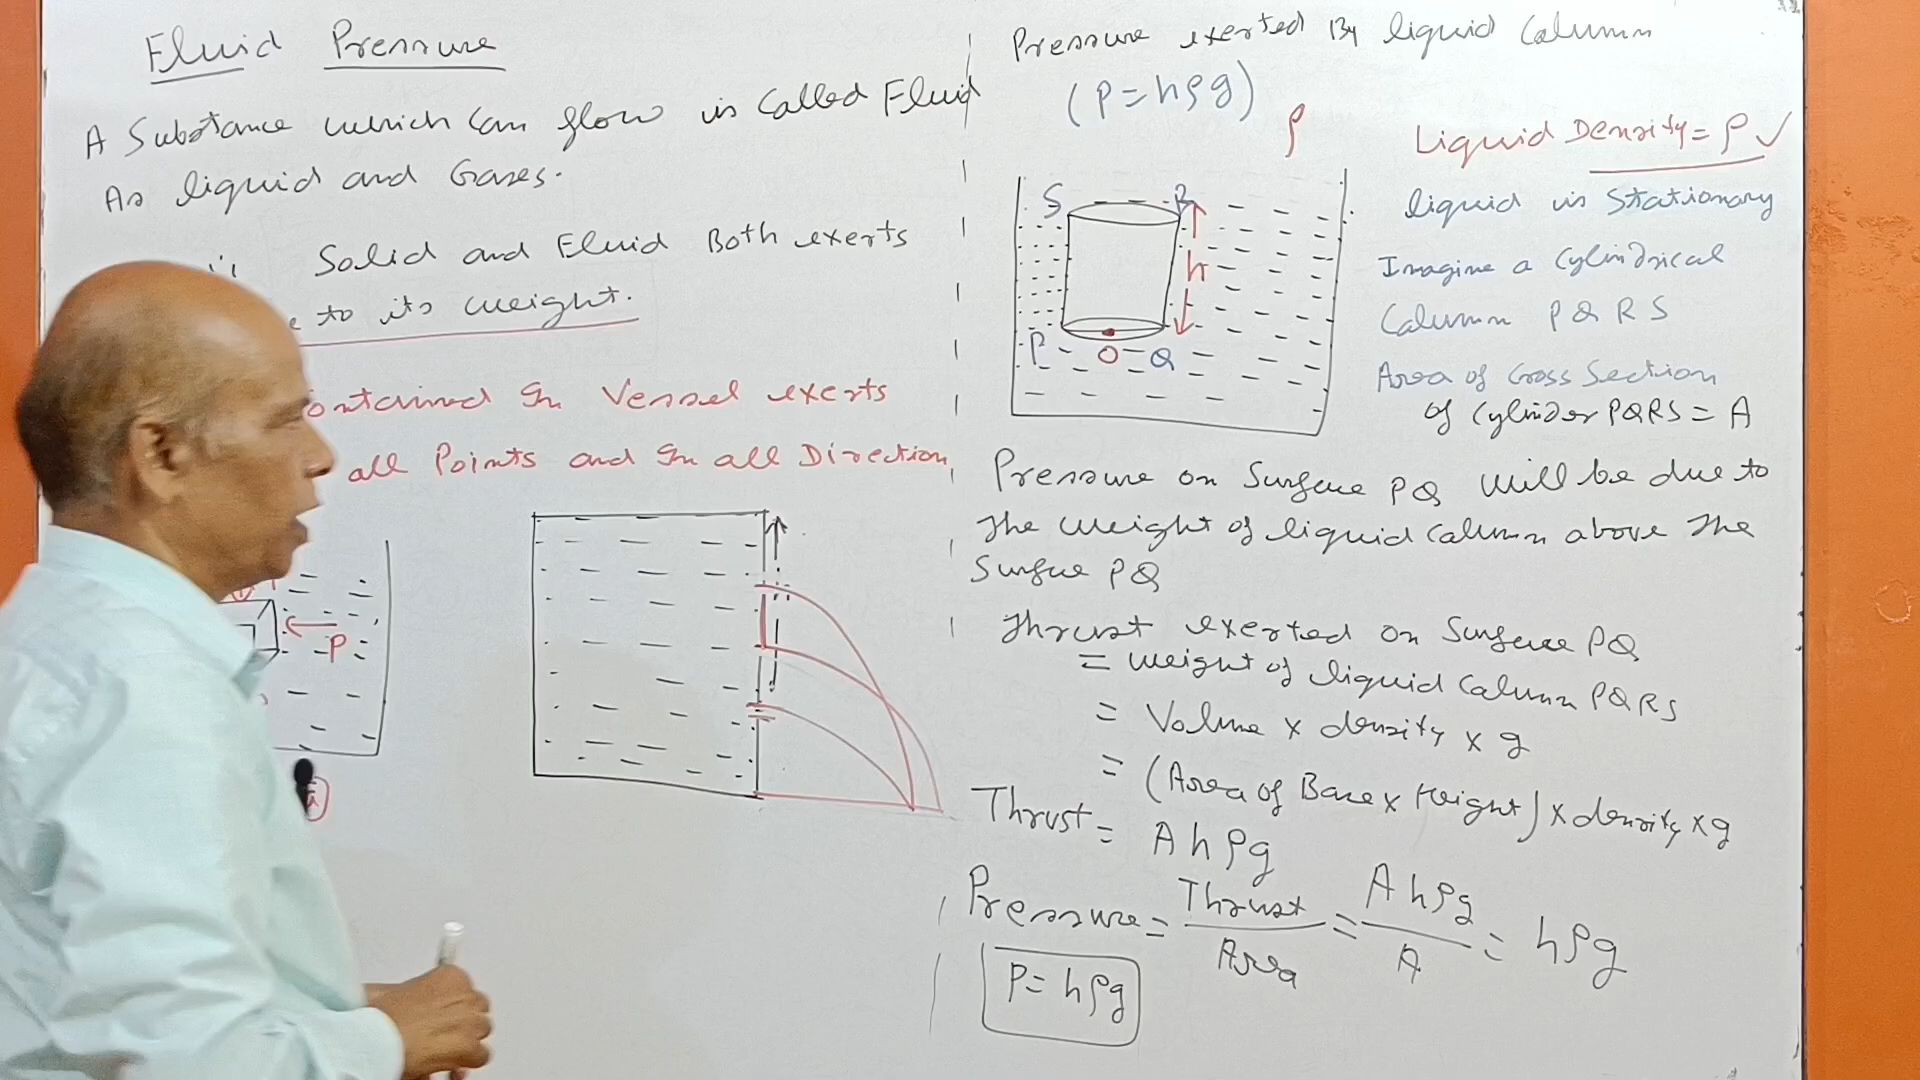 Fluid Pressure
A Substance which can flow is called Fluid
As liquid and Gases.
Solid and Fluid Both exerts
to its weight.
ontained In Vessel exerts
all Points and In all Direction
P
h
Pressure exerted By liquid Column
(P=hρg)
ρ
Liquid Density = ρ ✓
liquid is Stationary
Imagine a Cylindrical
Column PQRS
Area of Cross Section
of Cylinder PQRS = A
S R
h
P O Q
Pressure on Surface PQ will be due to
the weight of liquid Column above the
Surface PQ
Thrust exerted on Surface PQ
= weight of liquid Column PQRS
= Volume x density x g
= (Area of Base x Height) x density x g
Thrust = A h ρ g
Pressure = Thrust/Area = A h ρ g/A = h ρ g
P = h ρ g